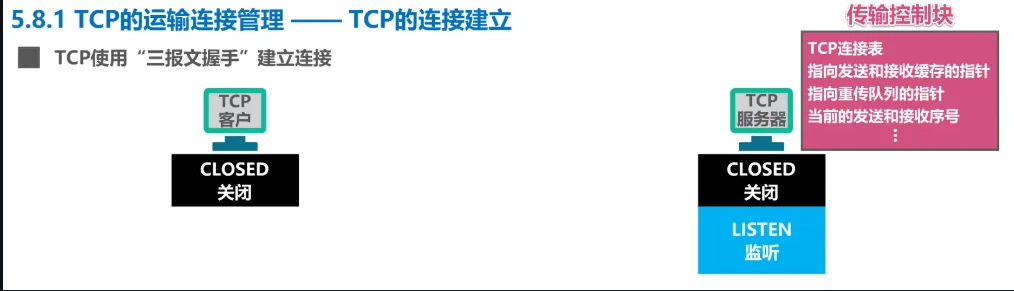 5.8.1 TCP的运输连接管理 —— TCP的连接建立
传输控制块
TCP使用“三报文握手”建立连接
TCP连接表
指向发送和接收缓存的指针
指向重传队列的指针
当前的发送和接收序号
⋮
TCP
客户
TCP
服务器
CLOSED
关闭
CLOSED
关闭
LISTEN
监听